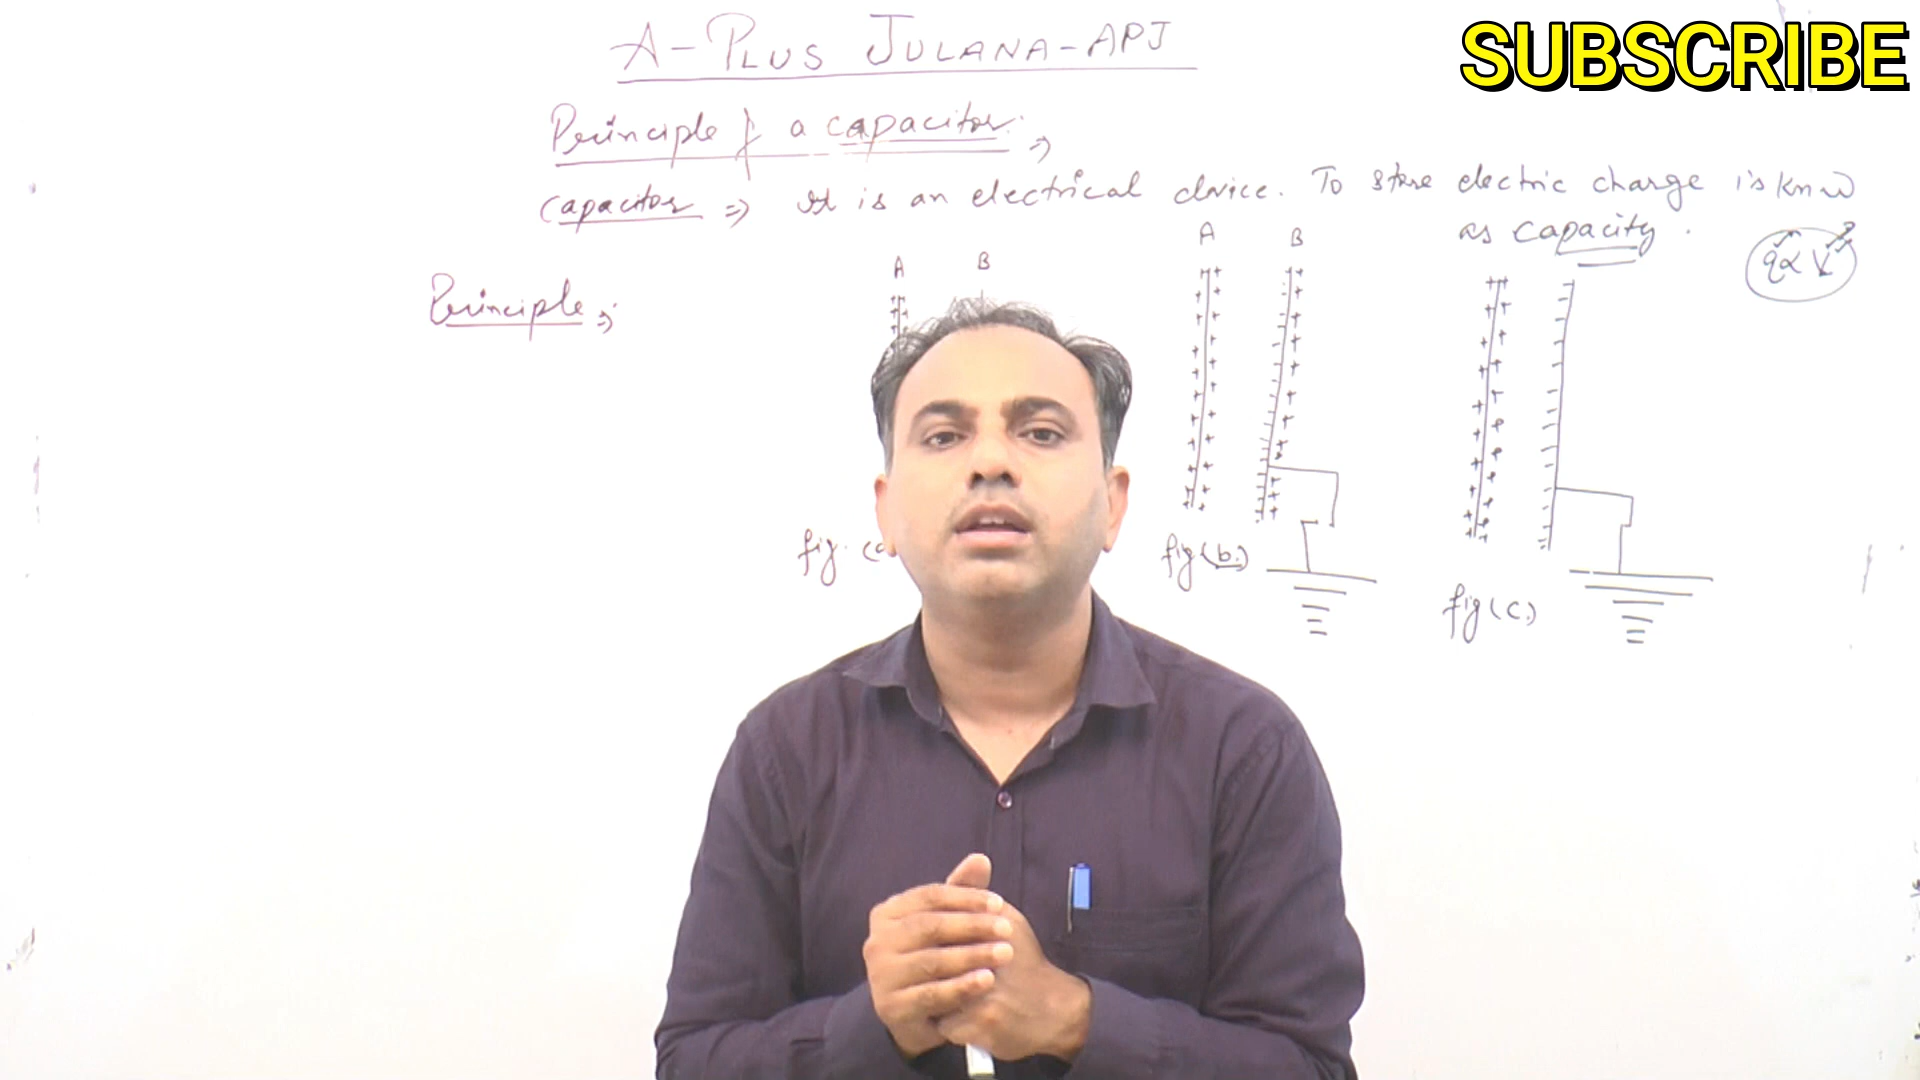 A-PLUS JULANA-APJ
SUBSCRIBE
Principle of a capacitor. ⇒
Capacitor ⇒ It is an electrical device. To store electric charge is know
as capacity.
q ∝ V
Principle ⇒
A B
A B
fig. (a
fig (b.)
fig (c.)